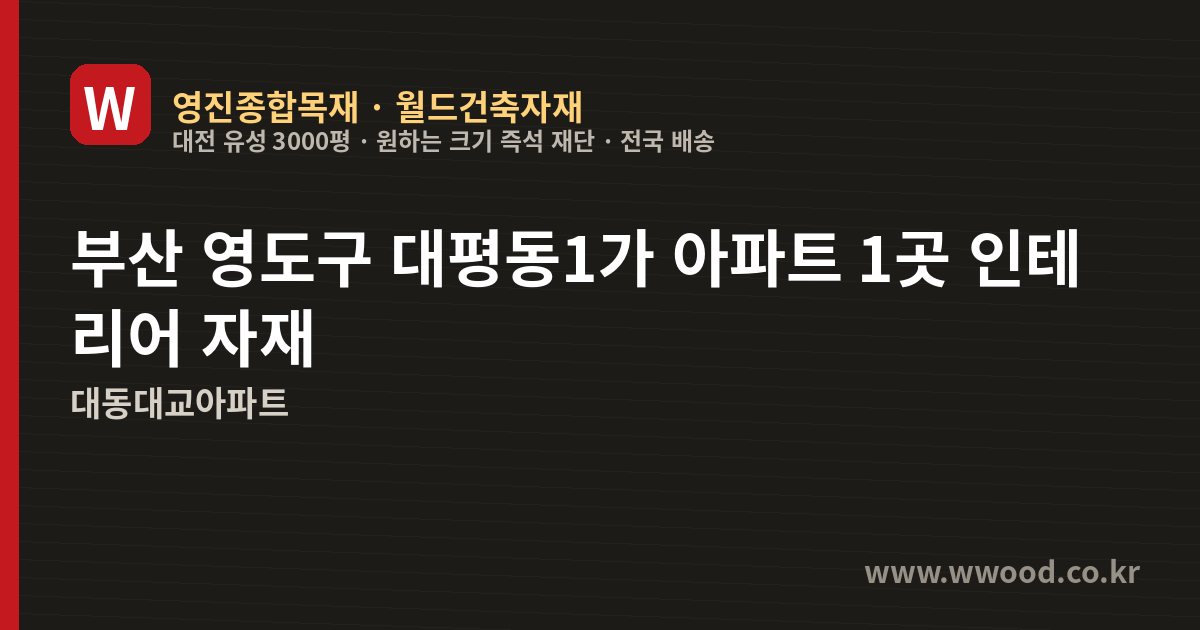 W
영진종합목재 · 월드건축자재
대전 유성 3000평 · 원하는 크기 즉석 재단 · 전국 배송
부산 영도구 대평동1가 아파트 1곳 인테
리어 자재
대동대교아파트
www.wwood.co.kr